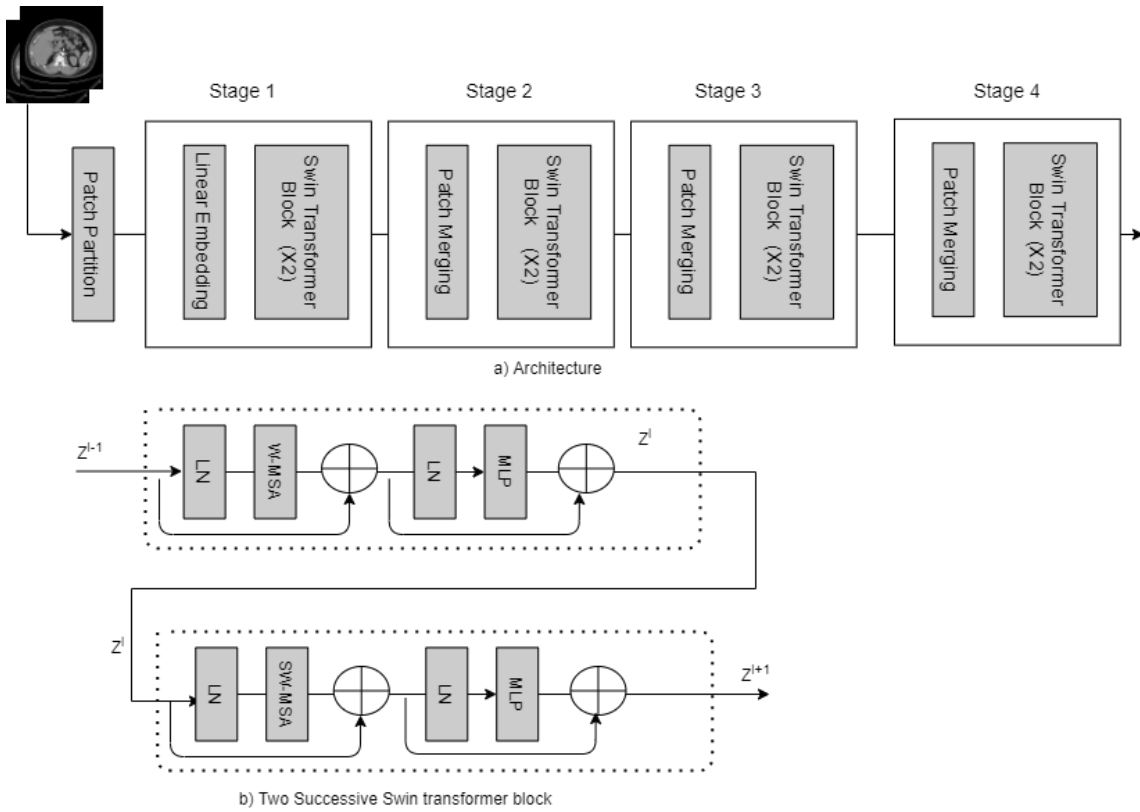 Stage 1
Stage 2
Stage 3
Stage 4
Patch Partition
Linear Embedding
Swin Transformer
Block (X2)
Patch Merging
Swin Transformer
Block (X2)
Patch Merging
Swin Transformer
Block (X2)
Patch Merging
Swin Transformer
Block (X2)
a) Architecture
Z^{l-1}
LN
W-MSA
LN
MLP
Z^l
Z^l
LN
SW-MSA
LN
MLP
Z^{l+1}
b) Two Successive Swin transformer block